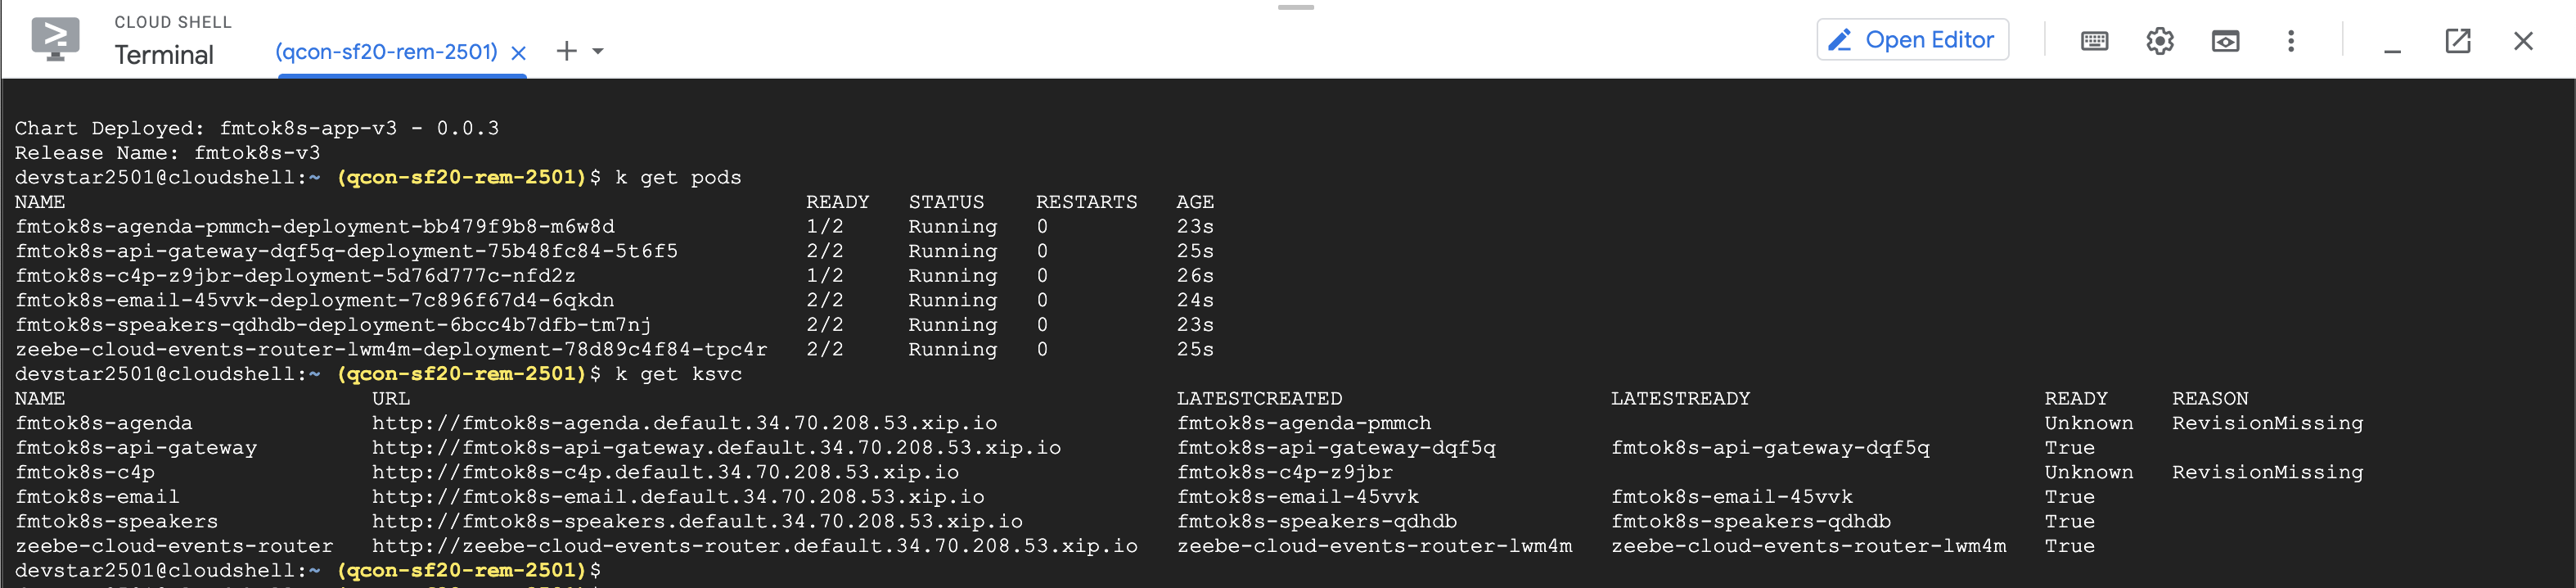 CLOUD SHELL
Terminal
(qcon-sf20-rem-2501)
Open Editor
Chart Deployed: fmtok8s-app-v3 - 0.0.3
Release Name: fmtok8s-v3
devstar2501@cloudshell:~ (qcon-sf20-rem-2501)$ k get pods
NAME READY STATUS RESTARTS AGE
fmtok8s-agenda-pmmch-deployment-bb479f9b8-m6w8d 1/2 Running 0 23s
fmtok8s-api-gateway-dqf5q-deployment-75b48fc84-5t6f5 2/2 Running 0 25s
fmtok8s-c4p-z9jbr-deployment-5d76d777c-nfd2z 1/2 Running 0 26s
fmtok8s-email-45vvk-deployment-7c896f67d4-6qkdn 2/2 Running 0 24s
fmtok8s-speakers-qdhdb-deployment-6bcc4b7dfb-tm7nj 2/2 Running 0 23s
zeebe-cloud-events-router-lwm4m-deployment-78d89c4f84-tpc4r 2/2 Running 0 25s
devstar2501@cloudshell:~ (qcon-sf20-rem-2501)$ k get ksvc
NAME URL LATESTCREATED LATESTREADY READY REASON
fmtok8s-agenda http://fmtok8s-agenda.default.34.70.208.53.xip.io fmtok8s-agenda-pmmch Unknown RevisionMissing
fmtok8s-api-gateway http://fmtok8s-api-gateway.default.34.70.208.53.xip.io fmtok8s-api-gateway-dqf5q fmtok8s-api-gateway-dqf5q True
fmtok8s-c4p http://fmtok8s-c4p.default.34.70.208.53.xip.io fmtok8s-c4p-z9jbr Unknown RevisionMissing
fmtok8s-email http://fmtok8s-email.default.34.70.208.53.xip.io fmtok8s-email-45vvk fmtok8s-email-45vvk True
fmtok8s-speakers http://fmtok8s-speakers.default.34.70.208.53.xip.io fmtok8s-speakers-qdhdb fmtok8s-speakers-qdhdb True
zeebe-cloud-events-router http://zeebe-cloud-events-router.default.34.70.208.53.xip.io zeebe-cloud-events-router-lwm4m zeebe-cloud-events-router-lwm4m True
devstar2501@cloudshell:~ (qcon-sf20-rem-2501)$